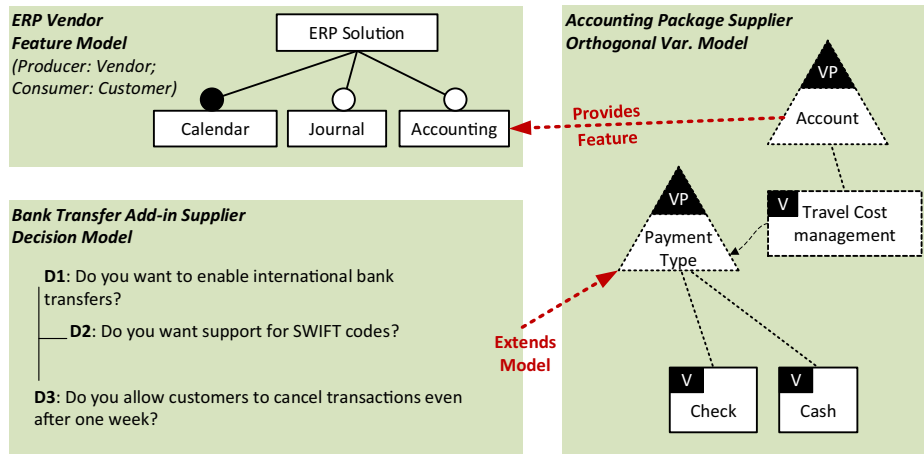 ERP Vendor
Feature Model
(Producer: Vendor;
Consumer: Customer)
ERP Solution
Calendar
Journal
Accounting
Bank Transfer Add-in Supplier
Decision Model
D1: Do you want to enable international bank
transfers?
D2: Do you want support for SWIFT codes?
D3: Do you allow customers to cancel transactions even
after one week?
Provides
Feature
Extends
Model
Accounting Package Supplier
Orthogonal Var. Model
VP
Account
V
Travel Cost
management
VP
Payment
Type
V
Check
V
Cash